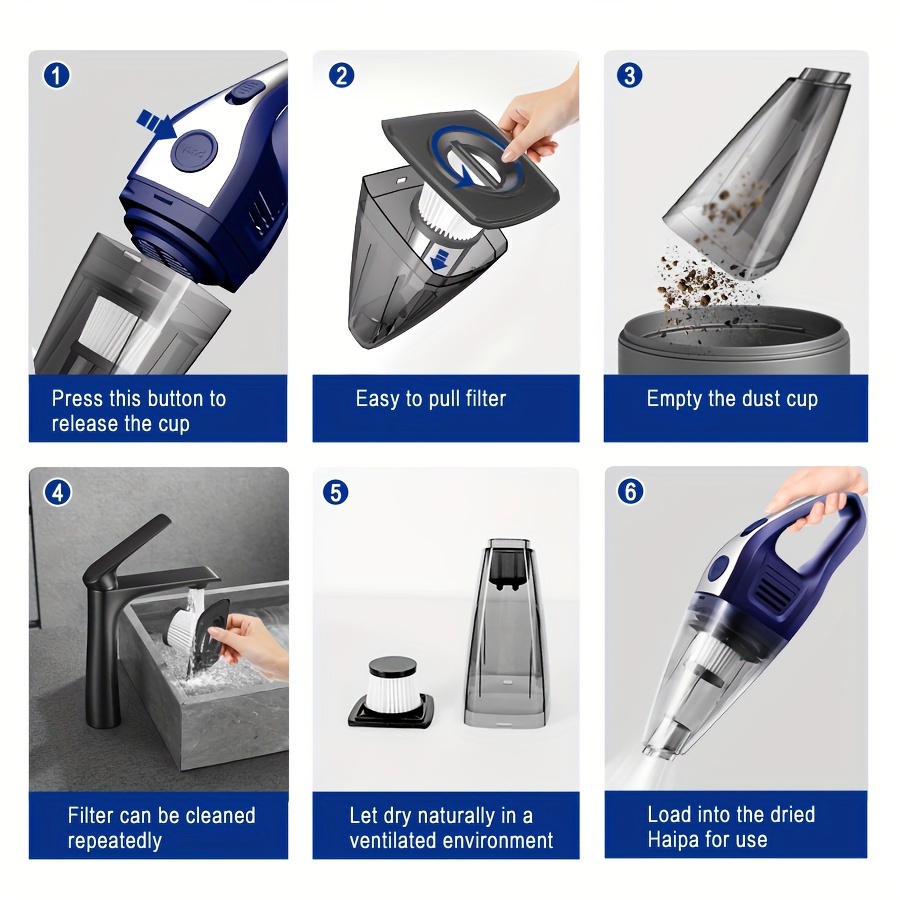 1
Press this button to
release the cup
2
Easy to pull filter
3
Empty the dust cup
4
Filter can be cleaned
repeatedly
5
Let dry naturally in a
ventilated environment
6
Load into the dried
Haipa for use